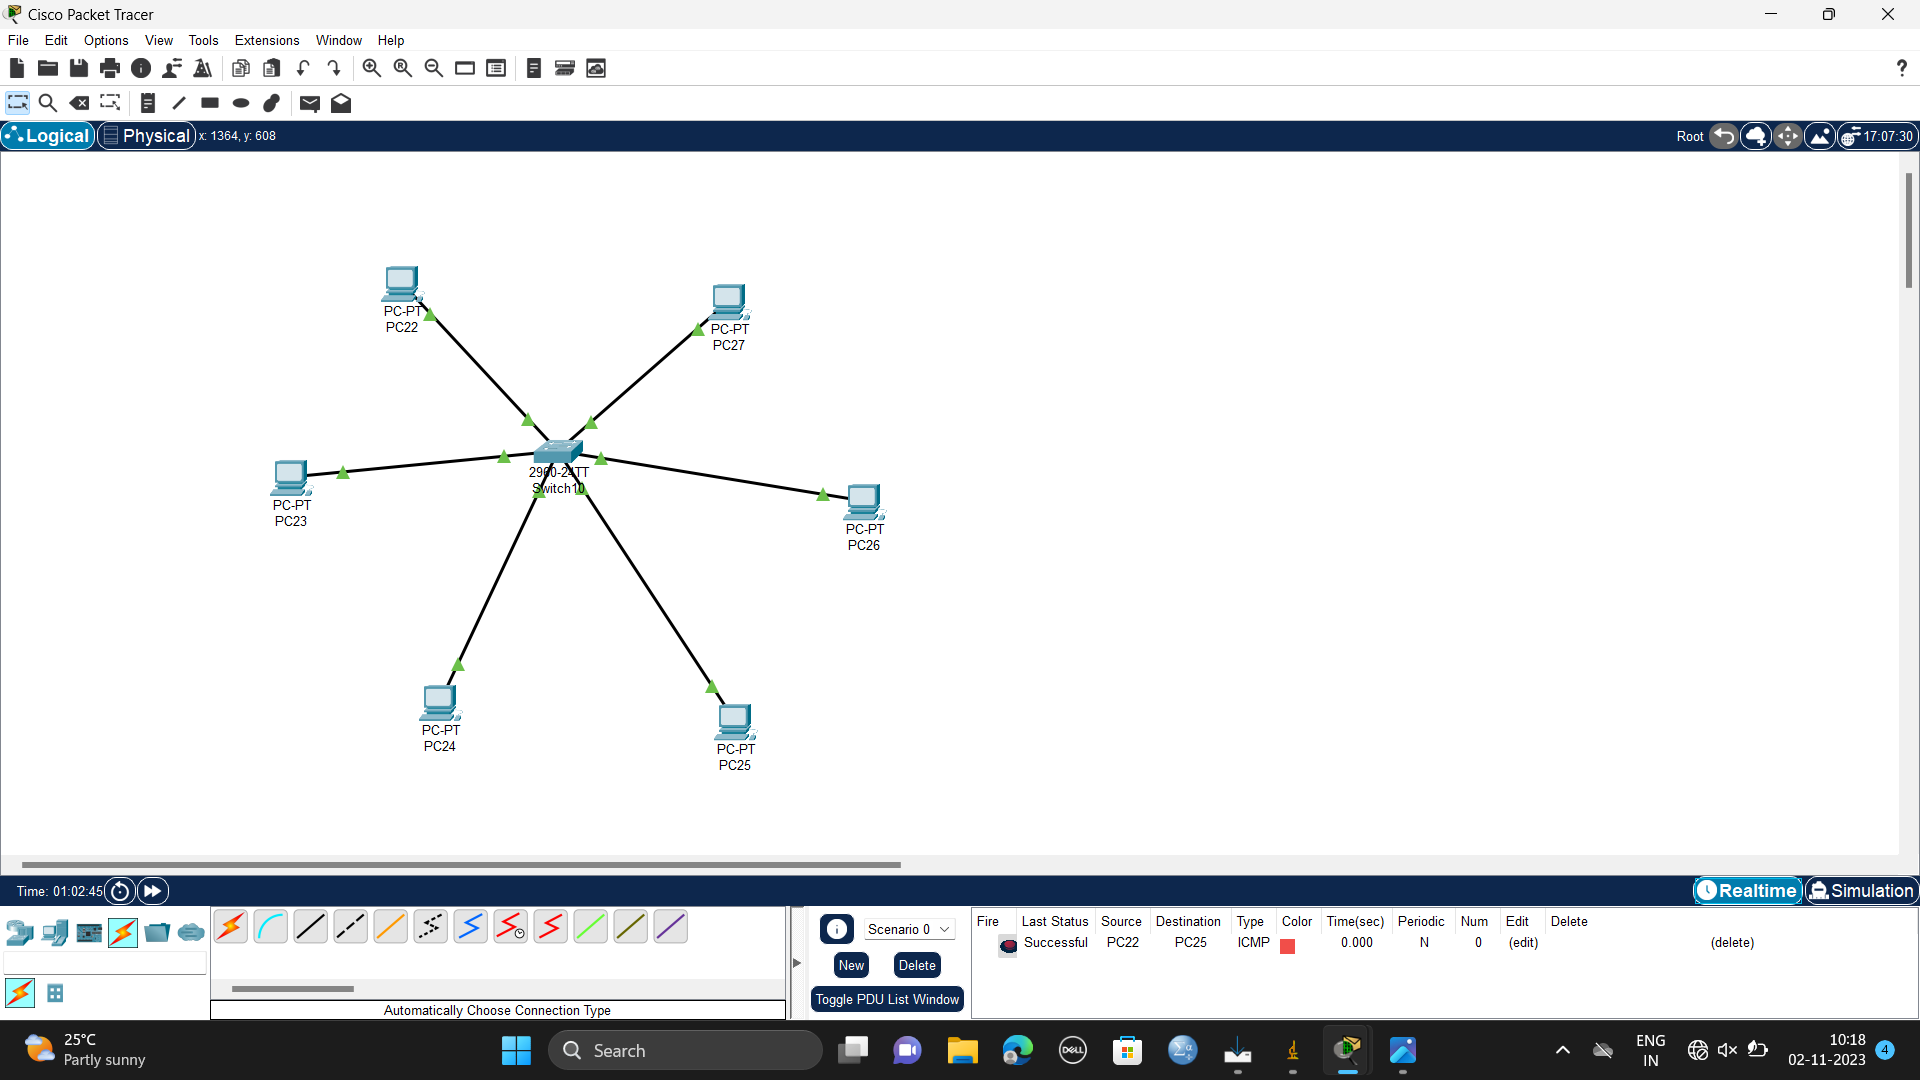 Cisco Packet Tracer
File Edit Options View Tools Extensions Window Help
?
Logical Physical x: 1364, y: 608 Root 17:07:30
PC-PT
PC22
PC-PT
PC27
2960-24TT
Switch10
PC-PT
PC23
PC-PT
PC26
PC-PT
PC24
PC-PT
PC25
Time: 01:02:45 Realtime Simulation
Scenario 0
New Delete
Toggle PDU List Window
Fire Last Status Source Destination Type Color Time(sec) Periodic Num Edit Delete
Successful PC22 PC25 ICMP 0.000 N 0 (edit) (delete)
Automatically Choose Connection Type
25°C
Partly sunny
Search
DELL
Σα
ENG
IN
10:18
02-11-2023
4